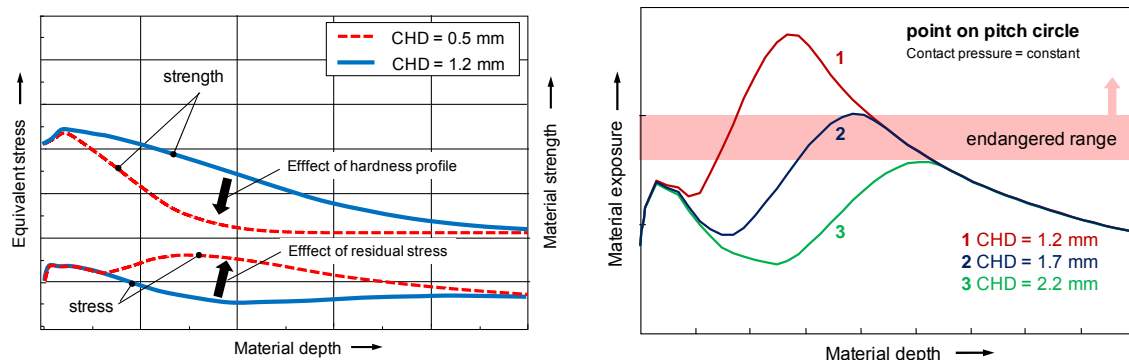 CHD = 0.5 mm
CHD = 1.2 mm
strength
Efffect of hardness profile
Efffect of residual stress
stress
Equivalent stress
Material strength
Material depth
point on pitch circle
Contact pressure = constant
1
2
endangered range
3
1 CHD = 1.2 mm
2 CHD = 1.7 mm
3 CHD = 2.2 mm
Material exposure
Material depth